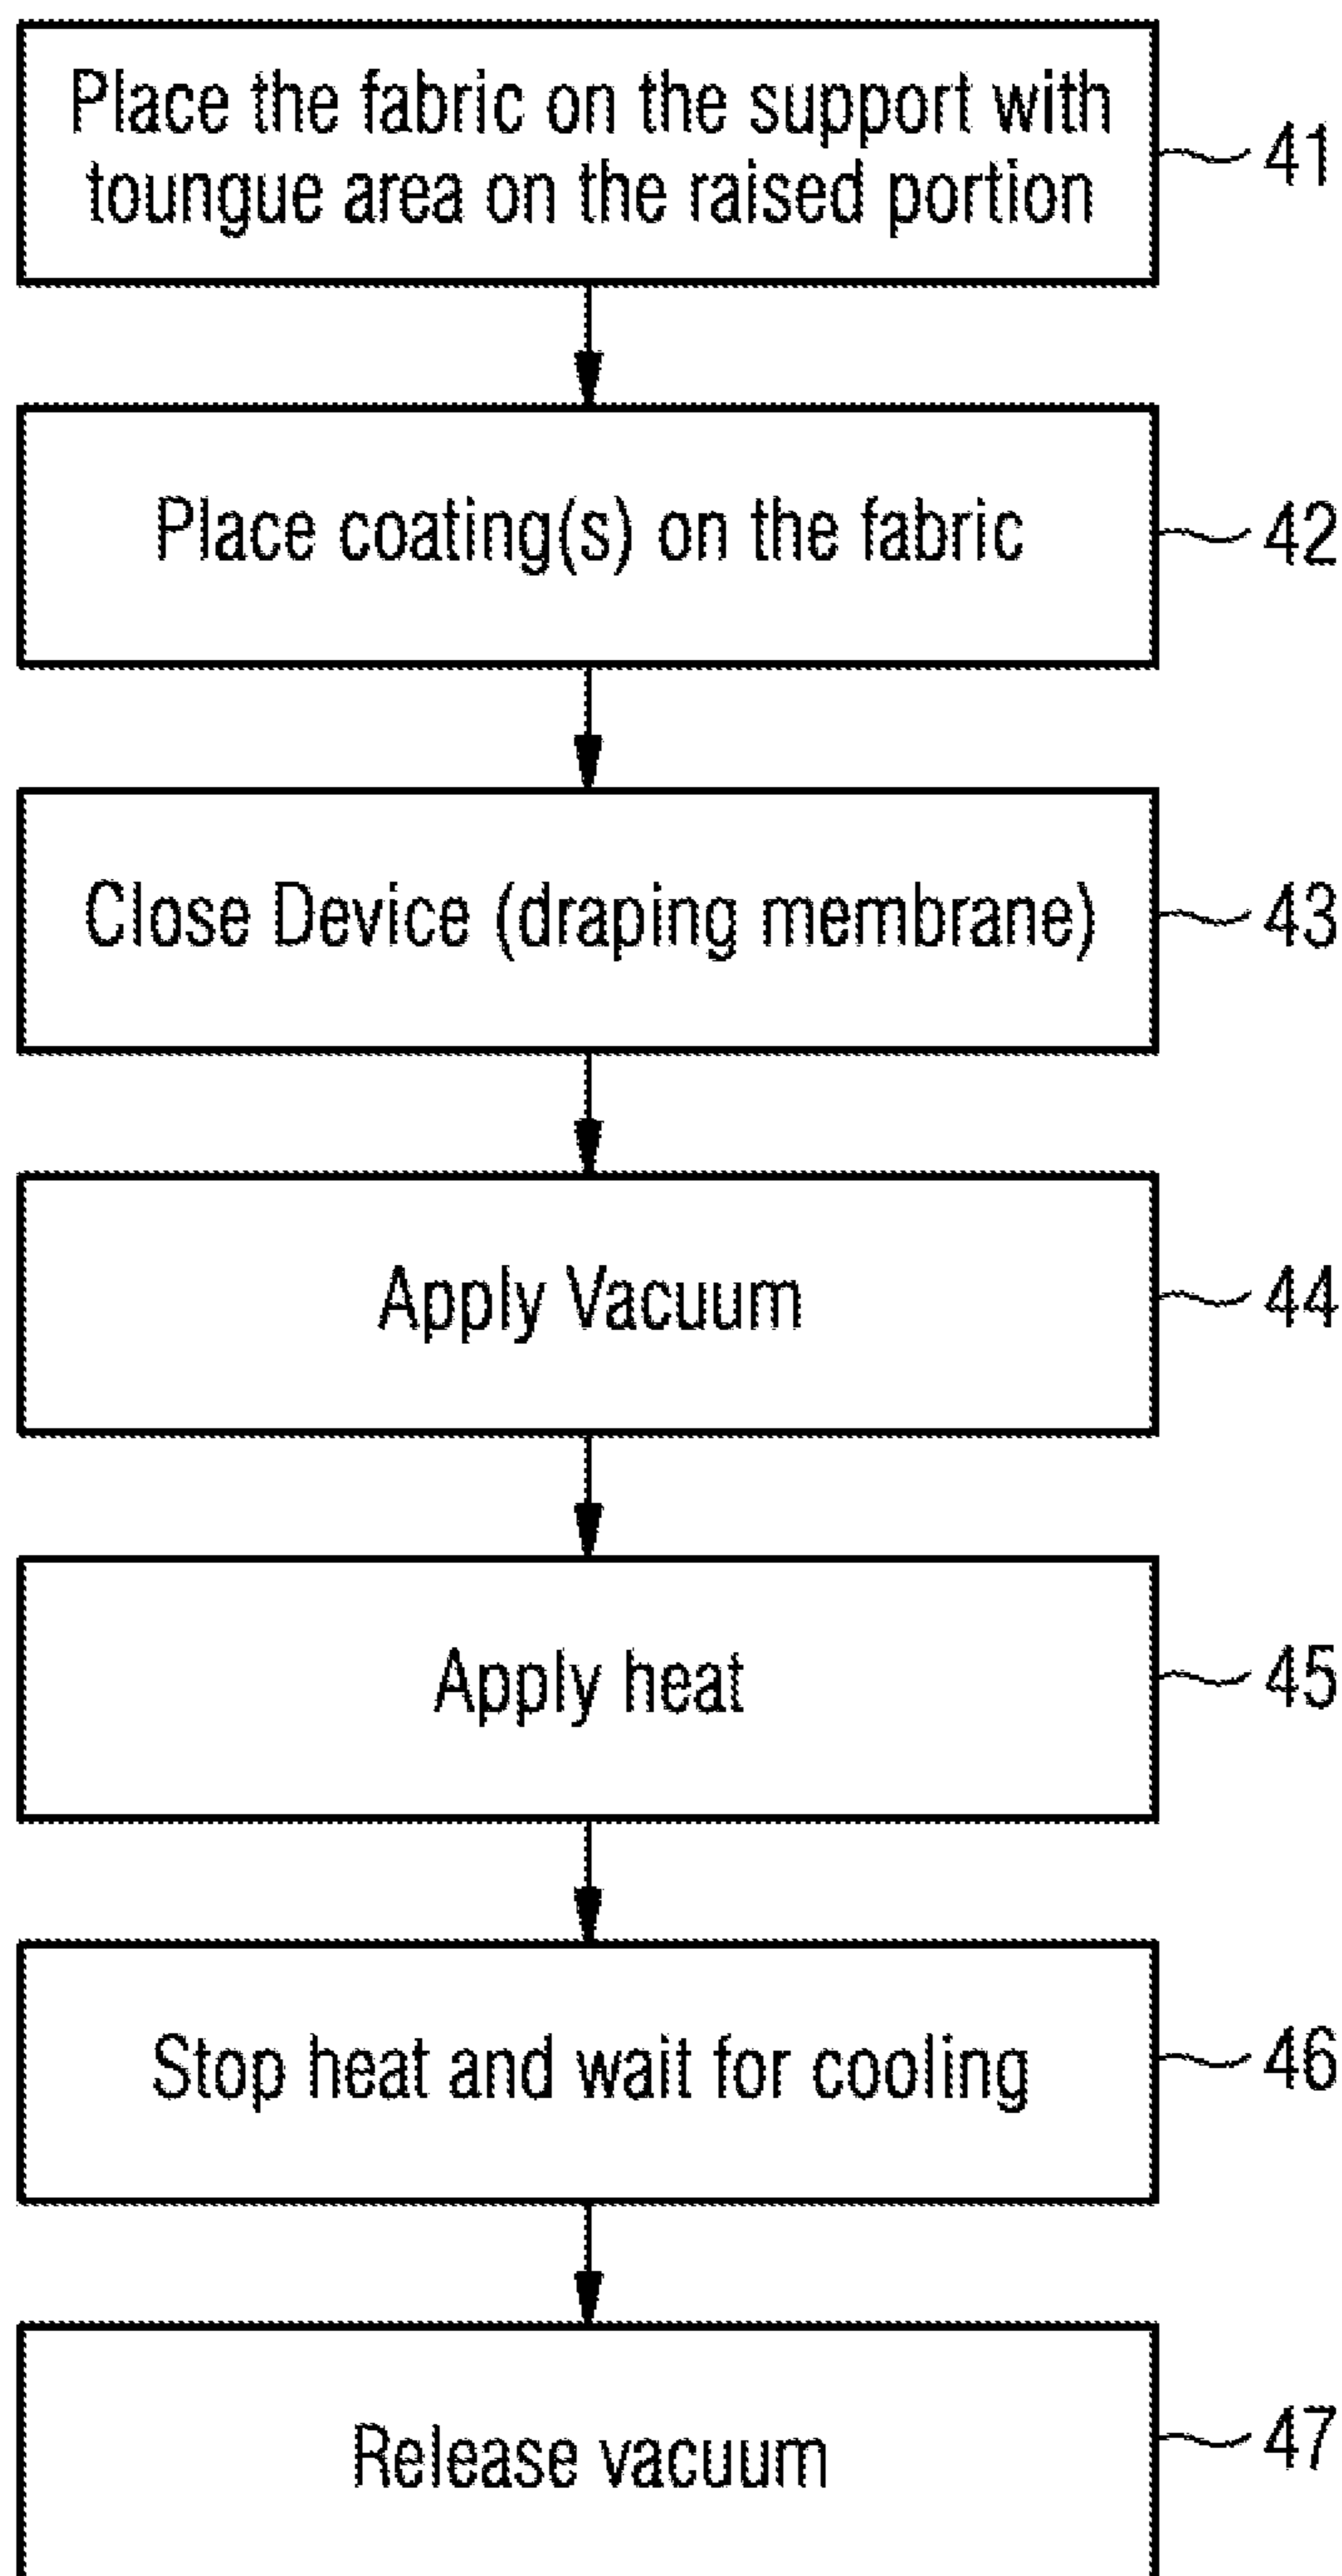 Place the fabric on the support with
toungue area on the raised portion
41
Place coating(s) on the fabric
42
Close Device (draping membrane)
43
Apply Vacuum
44
Apply heat
45
Stop heat and wait for cooling
46
Release vacuum
47